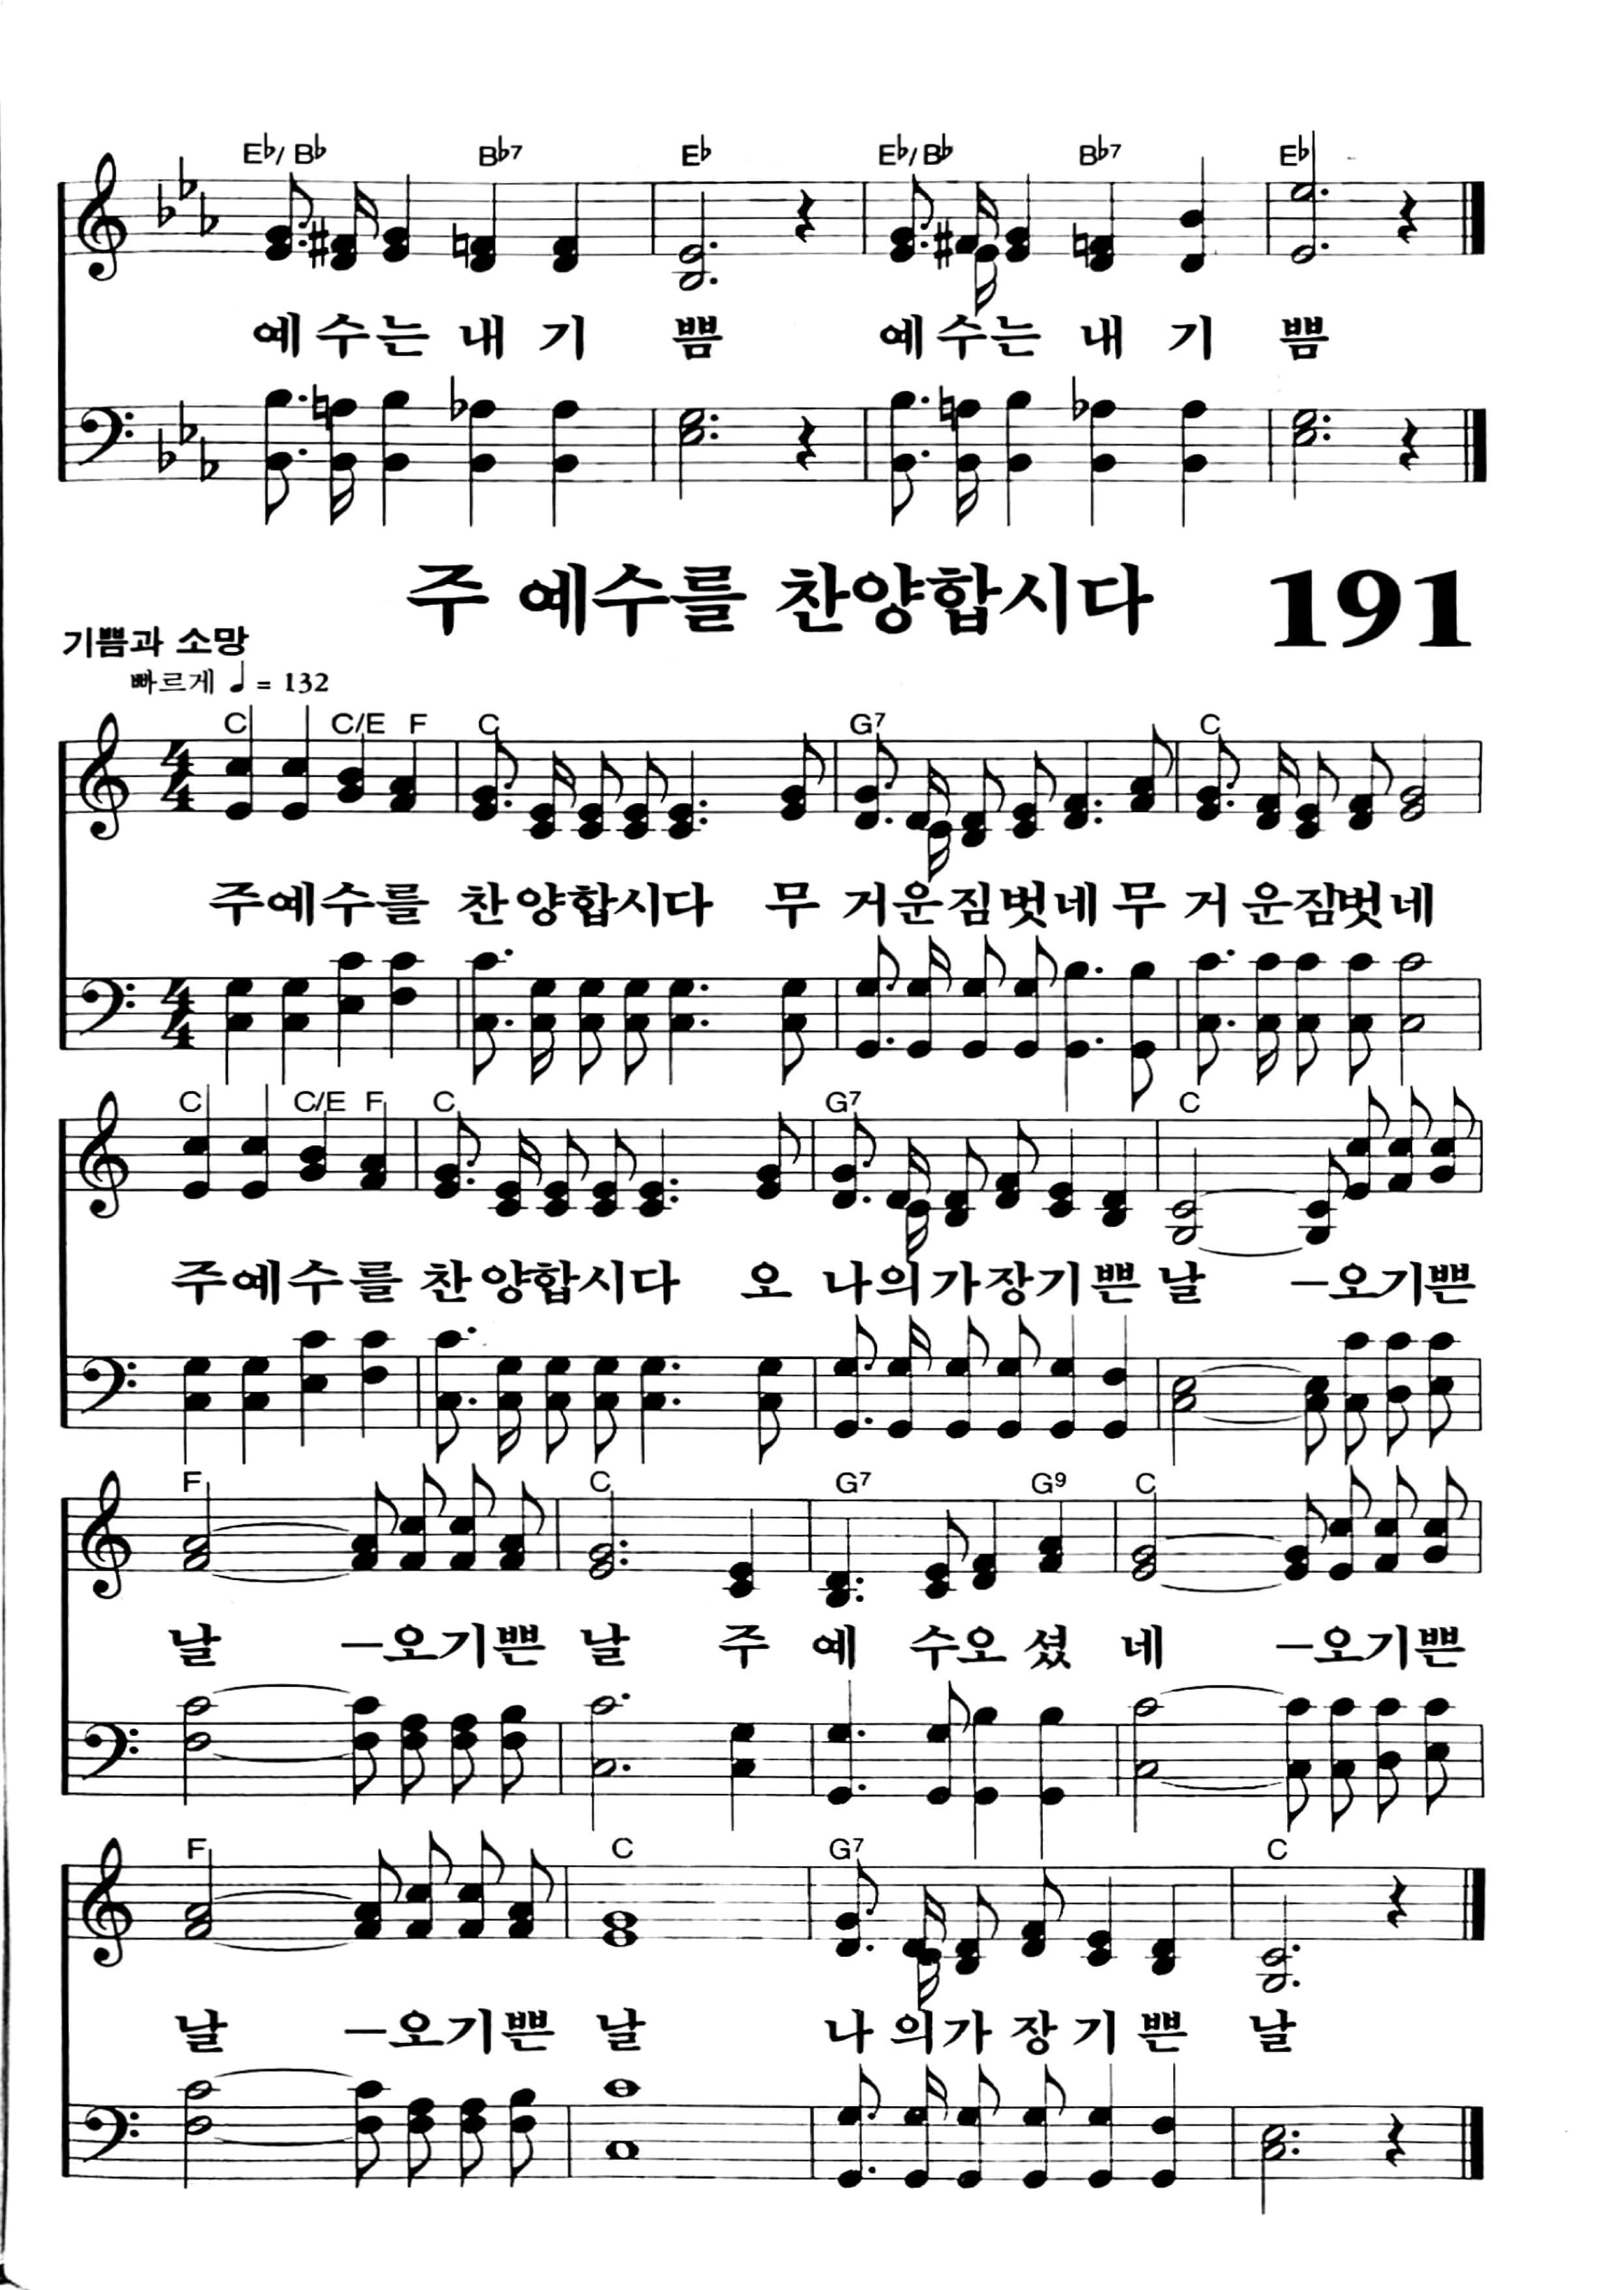 E♭/ B♭ B♭7 E♭ E♭/ B♭ B♭7 E♭
예 수 는 내 기 쁨 예 수 는 내 기 쁨
주 예수를 찬양합시다 191
기쁨과 소망
빠르게 ♩ = 132
C C/E F C G7 C
4/4
주예수를 찬양합시다 무 거운짐벗네 무 거 운짐벗네
4/4
C C/E F C G7 C
주예수를 찬양합시다 오 나의가장기쁜 날 –오기쁜
F C G7 G9 C
날 –오기쁜 날 주 예 수오 셨 네 –오기쁜
F C G7 C
날 –오기쁜 날 나 의가 장 기 쁜 날